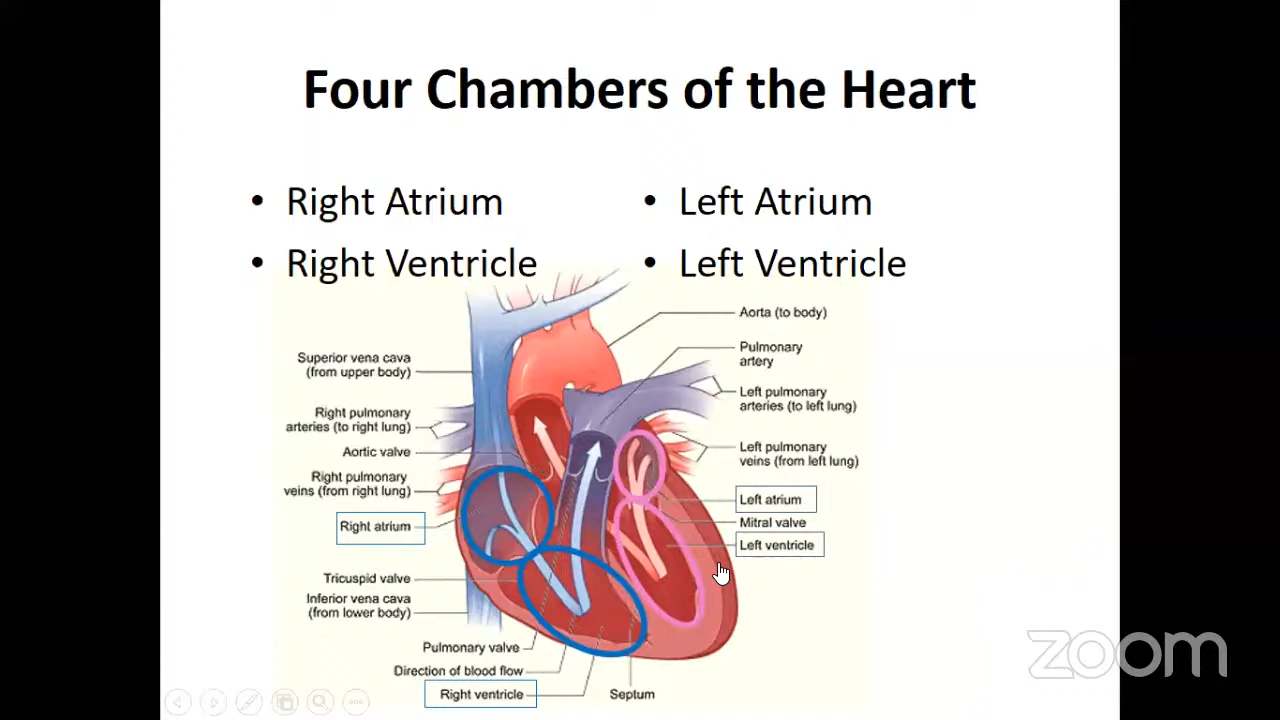 Four Chambers of the Heart
• Right Atrium
• Right Ventricle
• Left Atrium
• Left Ventricle
Superior vena cava
(from upper body)
Right pulmonary
arteries (to right lung)
Aortic valve
Right pulmonary
veins (from right lung)
Right atrium
Tricuspid valve
Inferior vena cava
(from lower body)
Pulmonary valve
Direction of blood flow
Right ventricle
Septum
Aorta (to body)
Pulmonary
artery
Left pulmonary
arteries (to left lung)
Left pulmonary
veins (from left lung)
Left atrium
Mitral valve
Left ventricle
zoom